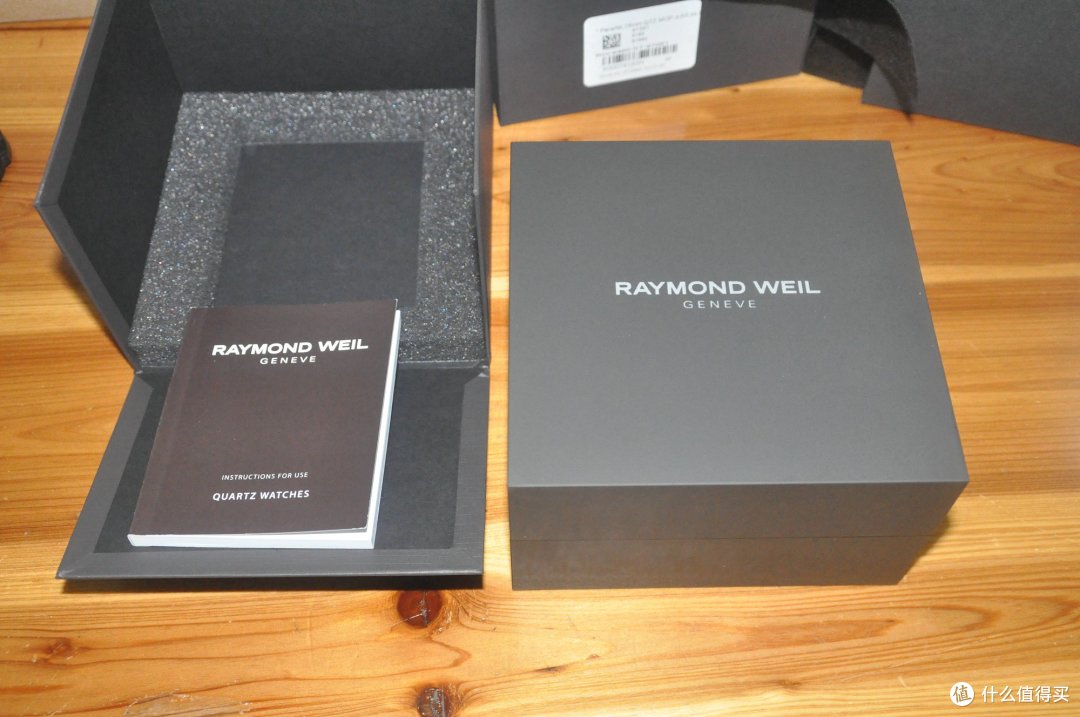 RAYMOND WEIL
GENEVE
RAYMOND WEIL
GENEVE
INSTRUCTIONS FOR USE
QUARTZ WATCHES
值 什么值得买